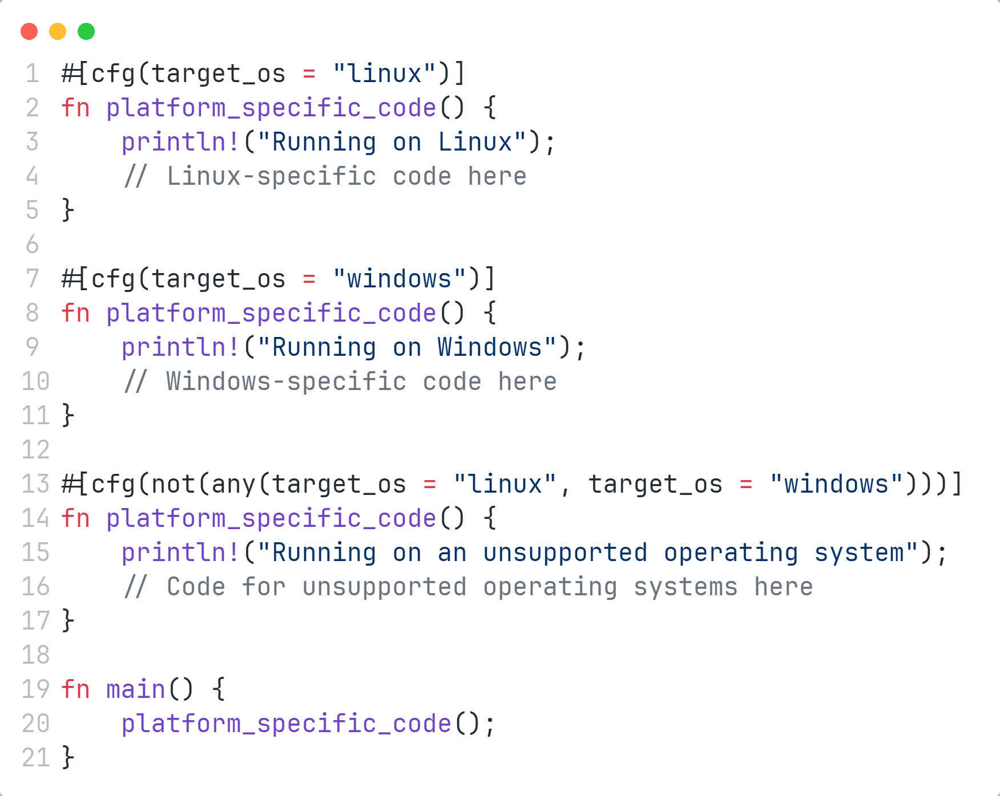 1 #[cfg(target_os = "linux")]
2 fn platform_specific_code() {
3     println!("Running on Linux");
4     // Linux-specific code here
5 }
6
7 #[cfg(target_os = "windows")]
8 fn platform_specific_code() {
9     println!("Running on Windows");
10     // Windows-specific code here
11 }
12
13 #[cfg(not(any(target_os = "linux", target_os = "windows")))]
14 fn platform_specific_code() {
15     println!("Running on an unsupported operating system");
16     // Code for unsupported operating systems here
17 }
18
19 fn main() {
20     platform_specific_code();
21 }